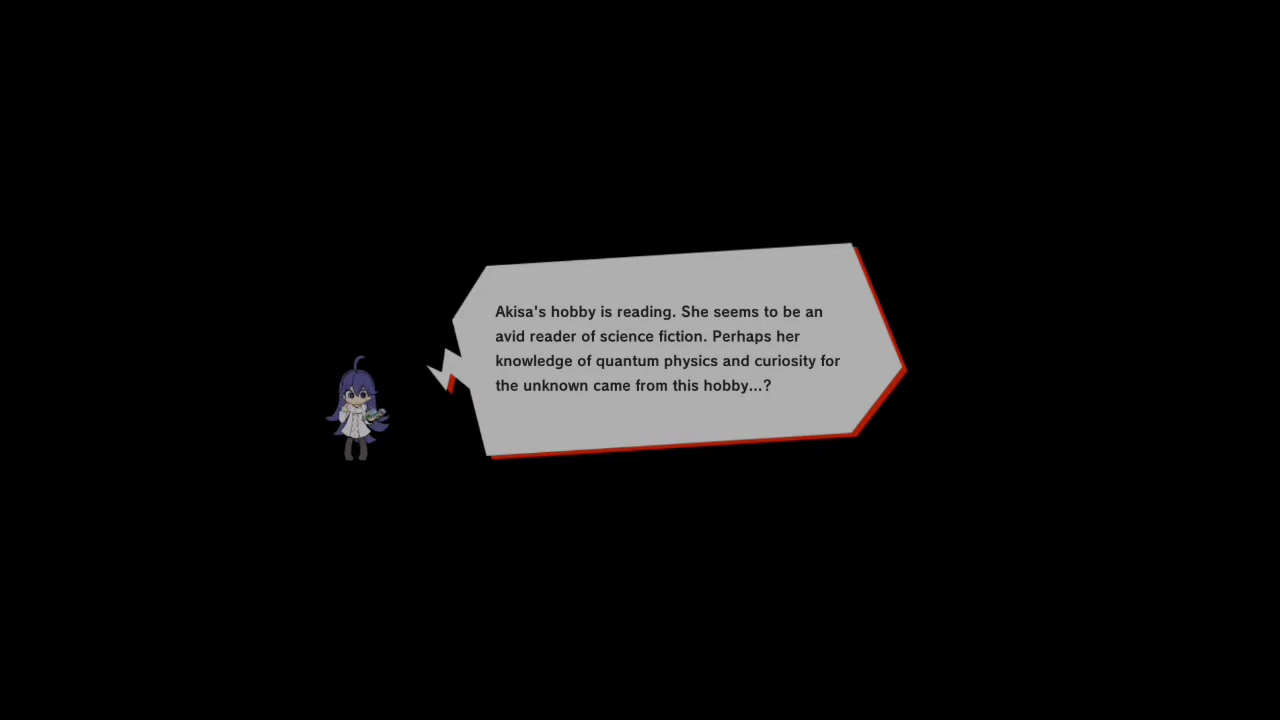 Akisa's hobby is reading. She seems to be an
avid reader of science fiction. Perhaps her
knowledge of quantum physics and curiosity for
the unknown came from this hobby...?